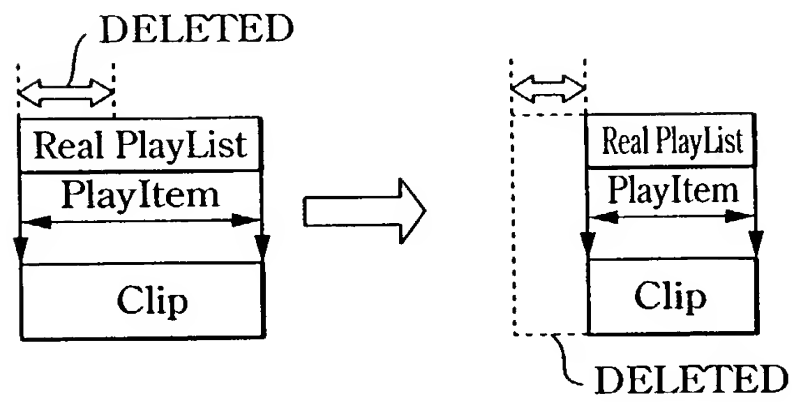 DELETED
Real PlayList
PlayItem
Clip
Real PlayList
PlayItem
Clip
DELETED